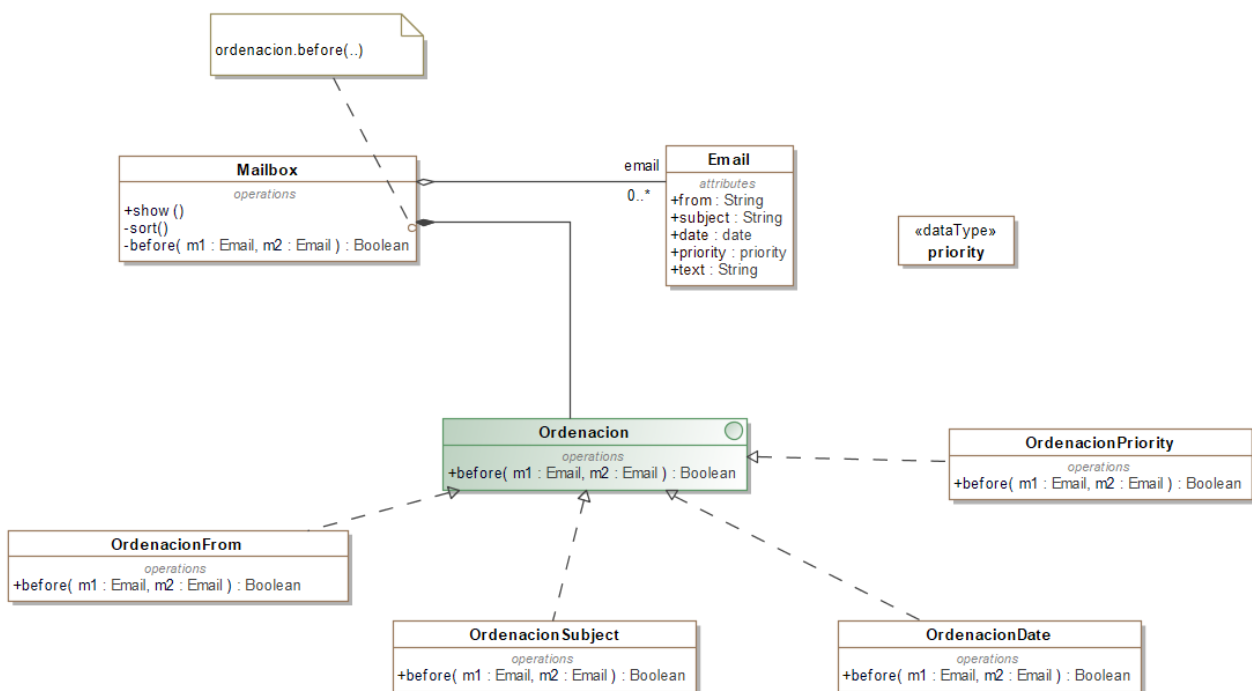 ordenacion.before(..)
Mailbox
operations
+show ()
-sort()
-before( m1 : Email, m2 : Email ) : Boolean
email
0..*
Email
attributes
+from : String
+subject : String
+date : date
+priority : priority
+text : String
«dataType»
priority
Ordenacion
operations
+before( m1 : Email, m2 : Email ) : Boolean
OrdenacionPriority
operations
+before( m1 : Email, m2 : Email ) : Boolean
OrdenacionFrom
operations
+before( m1 : Email, m2 : Email ) : Boolean
OrdenacionSubject
operations
+before( m1 : Email, m2 : Email ) : Boolean
OrdenacionDate
operations
+before( m1 : Email, m2 : Email ) : Boolean